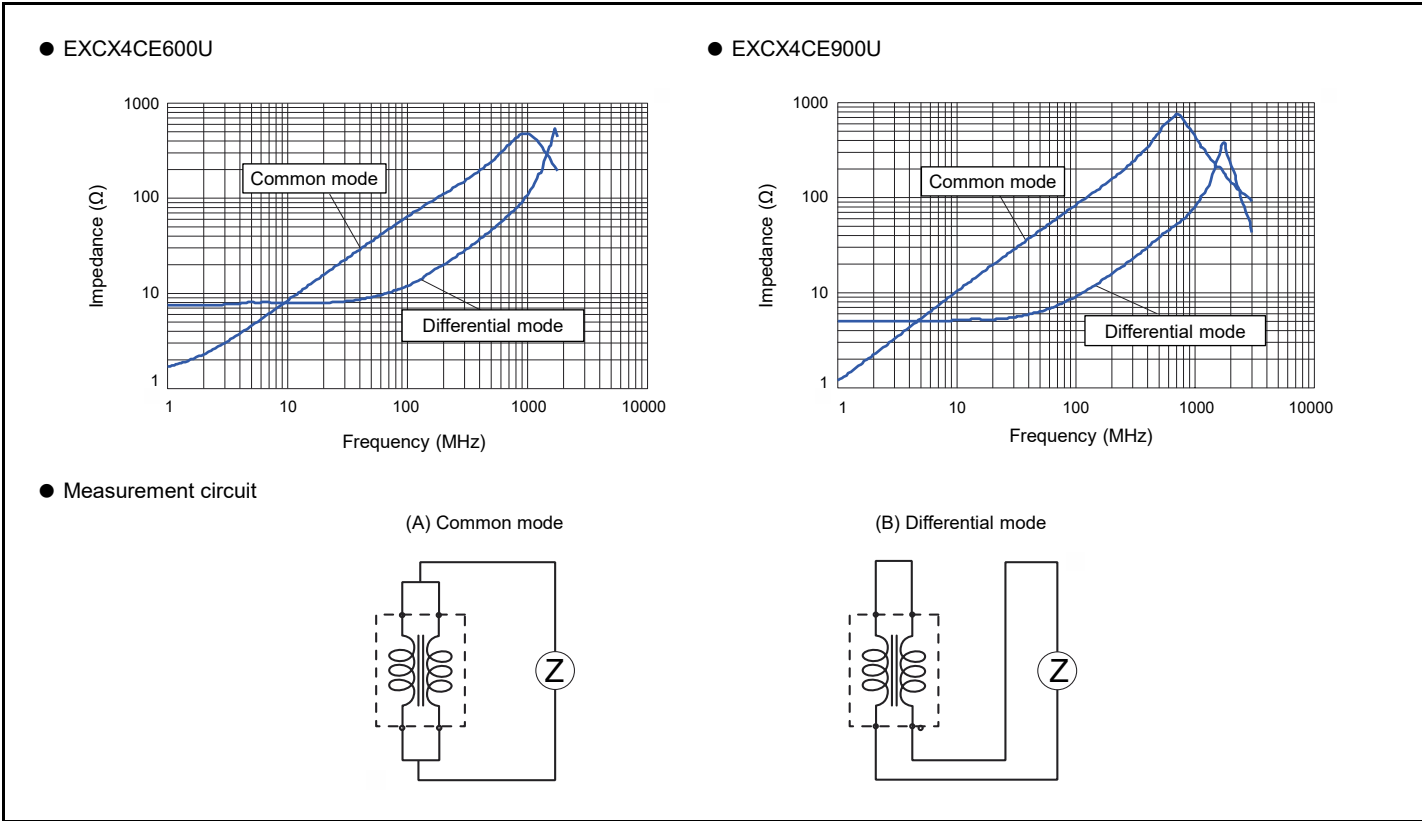 ● EXCX4CE600U
1000
100
10
1
Impedance (Ω)
Common mode
Differential mode
1 10 100 1000 10000
Frequency (MHz)
● EXCX4CE900U
1000
100
10
1
Impedance (Ω)
Common mode
Differential mode
1 10 100 1000 10000
Frequency (MHz)
● Measurement circuit
(A) Common mode
Z
(B) Differential mode
Z